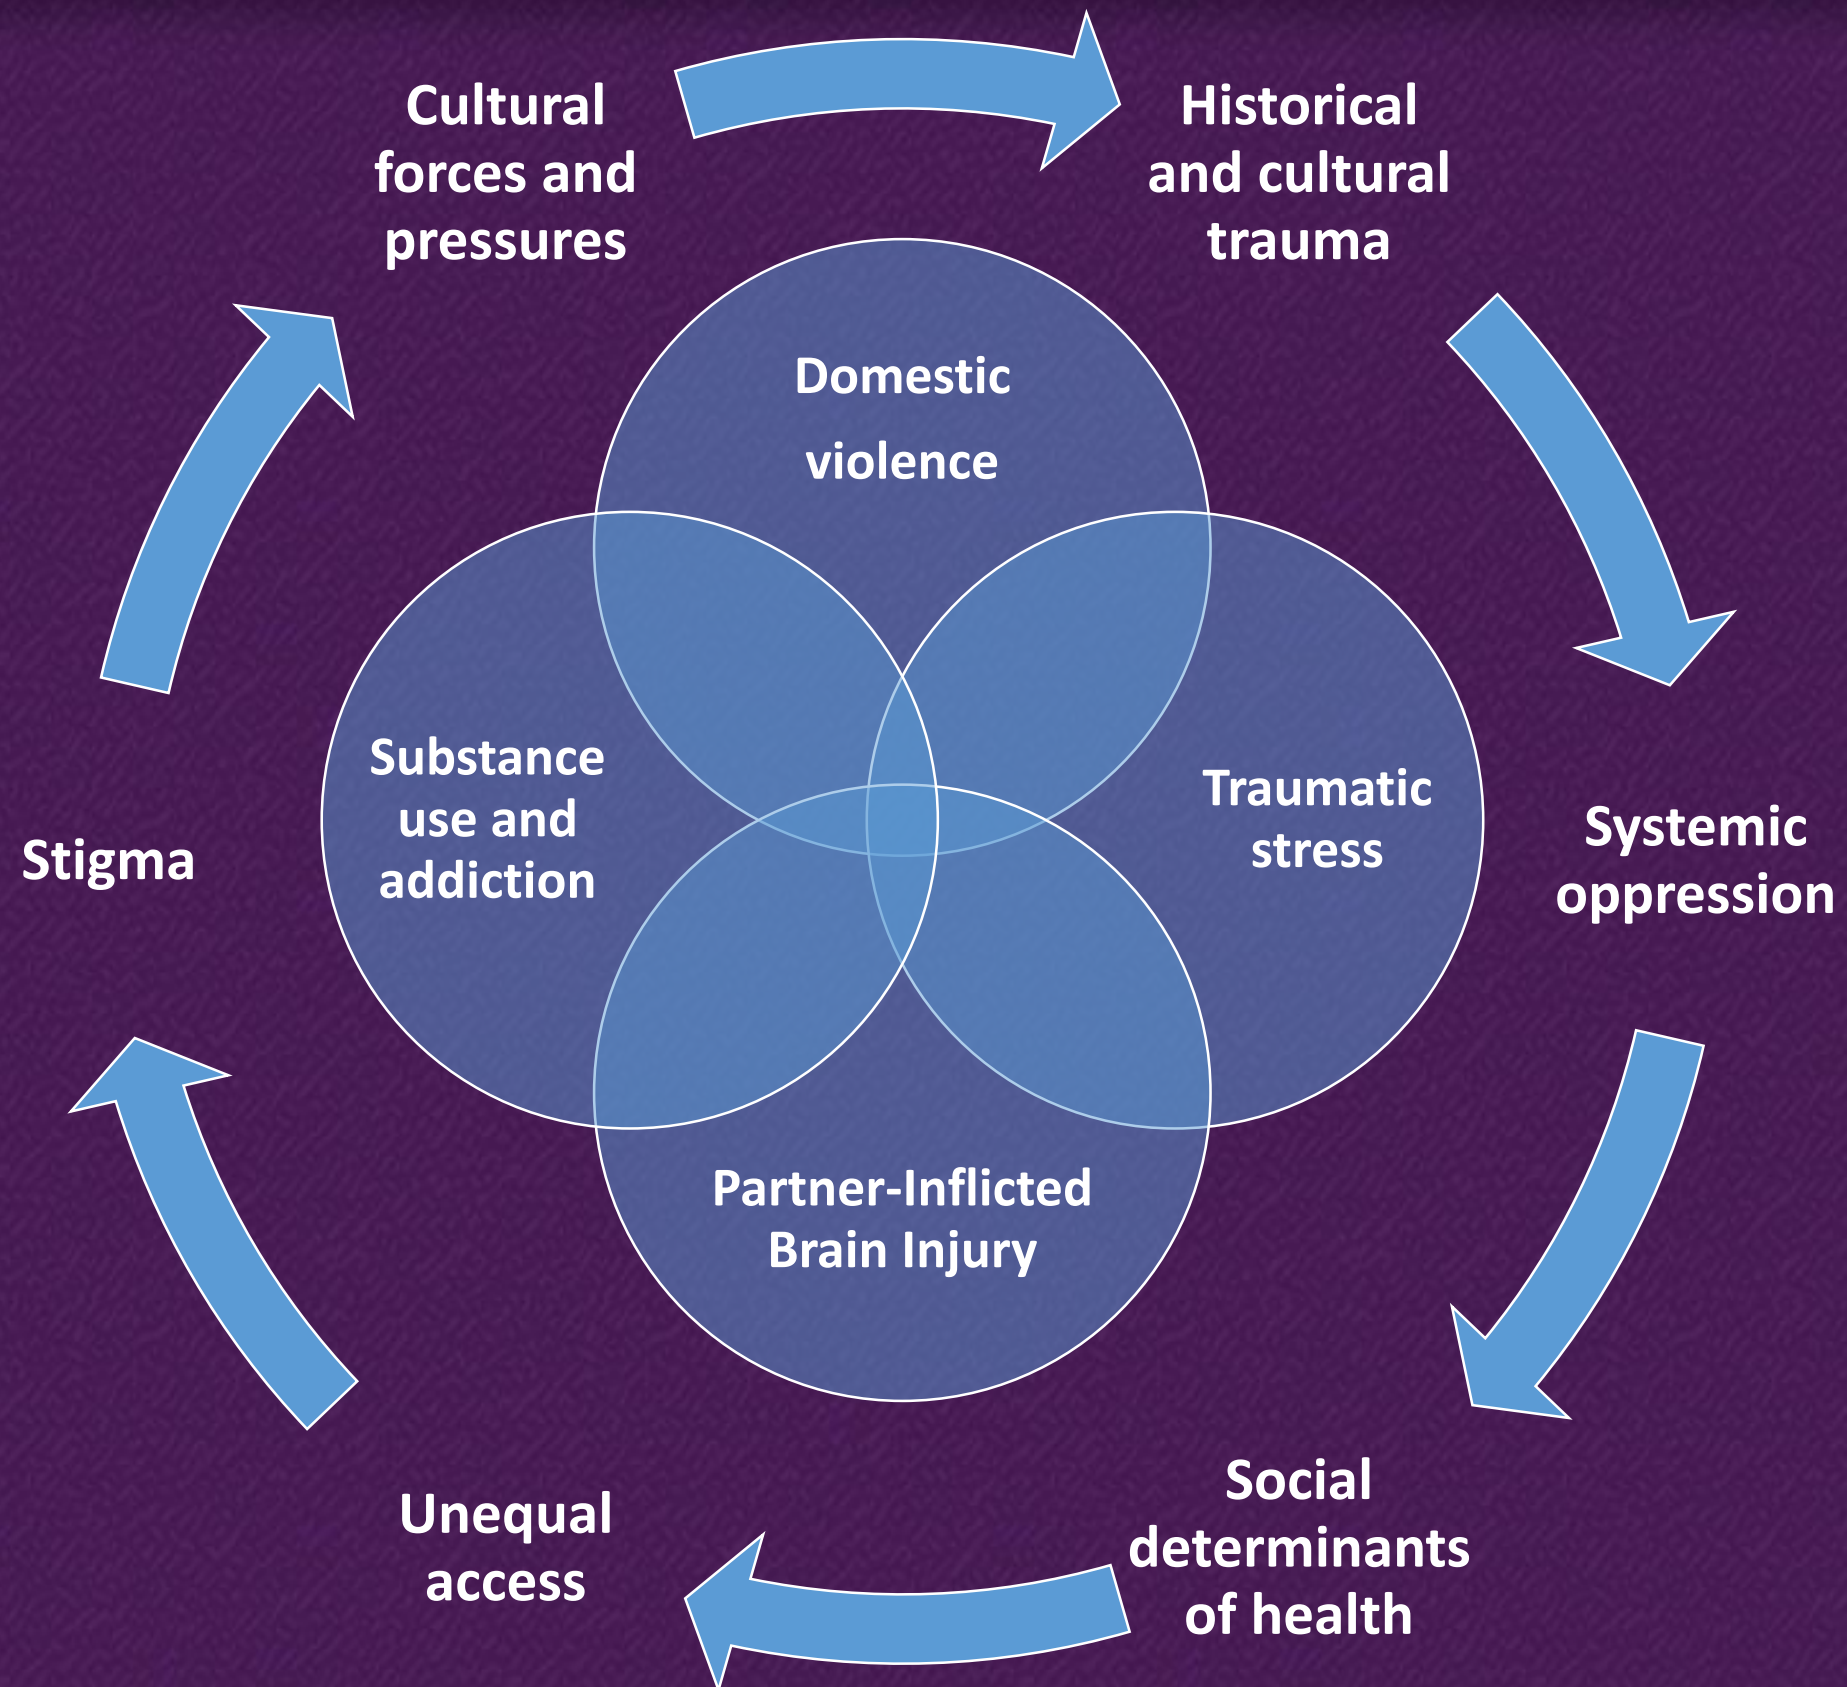 Cultural
forces and
pressures
Historical
and cultural
trauma
Domestic
violence
Substance
use and
addiction
Traumatic
stress
Stigma
Systemic
oppression
Partner-Inflicted
Brain Injury
Unequal
access
Social
determinants
of health